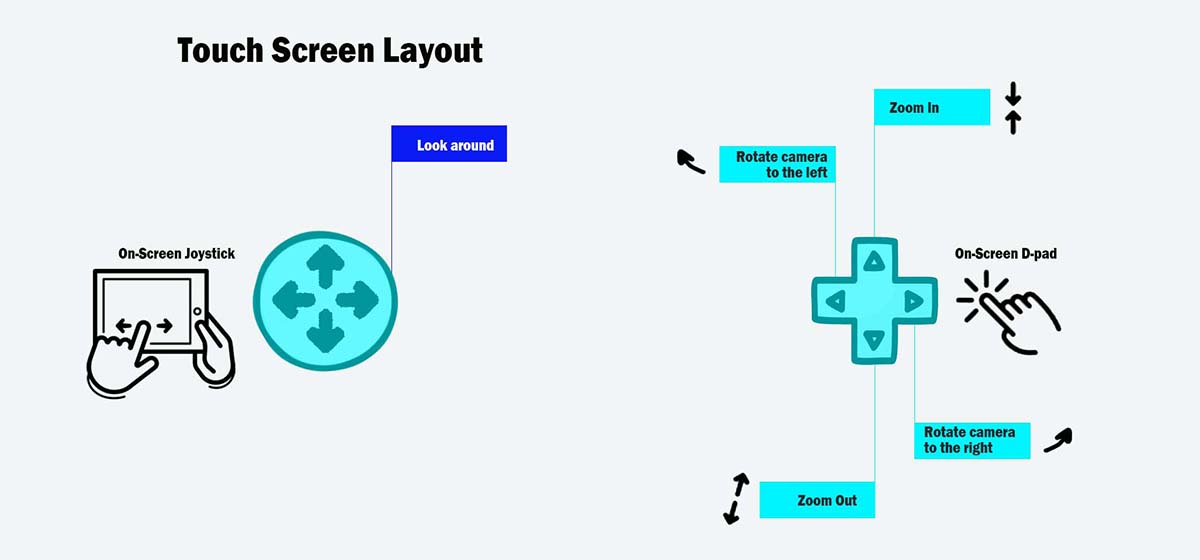 Touch Screen Layout
Look around
On-Screen Joystick
Zoom In
Rotate camera
to the left
On-Screen D-pad
Rotate camera
to the right
Zoom Out